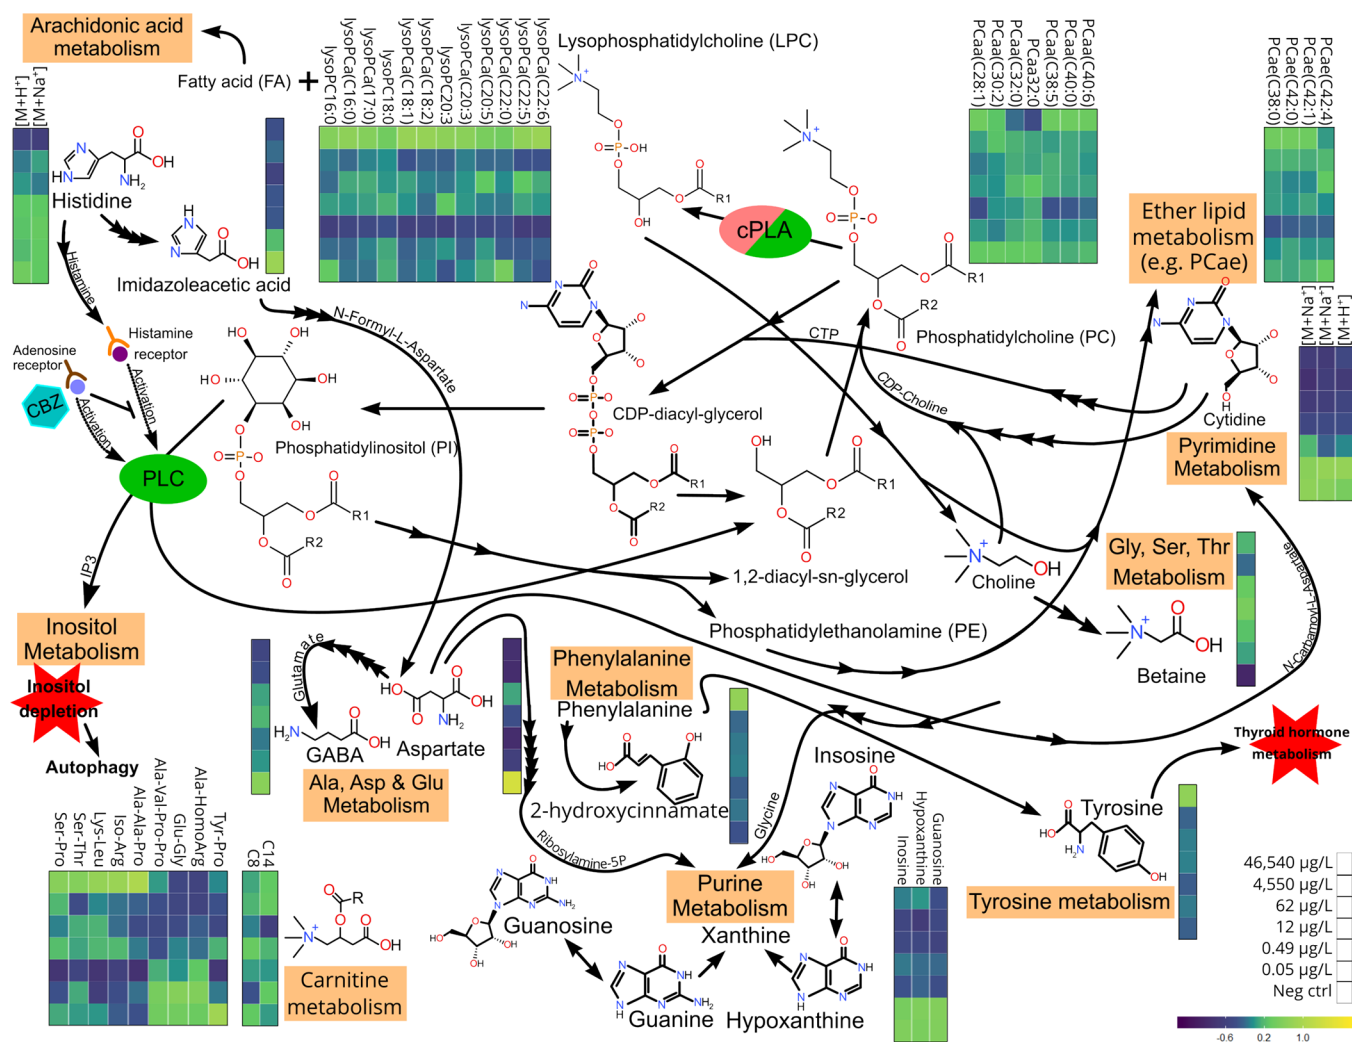 Arachidonic acid
metabolism
Fatty acid (FA)
+
lysoPC16:0
lysoPCa(C16:0)
lysoPCa(17:0)
lysoPC18:0
lysoPCa(C18:1)
lysoPCa(C18:2)
lysoPC20:3
lysoPCa(C20:3)
lysoPCa(C20:5)
lysoPCa(C22:0)
lysoPCa(C22:5)
lysoPCa(C22:6)
Lysophosphatidylcholine (LPC)
PCaa(C28:1)
PCaa(C30:2)
PCaa(C32:0)
PCaa32:0
PCaa(C38:5)
PCaa(C40:0)
PCaa(C40:6)
PCae(C38:0)
PCae(C42:0)
PCae(C42:1)
PCae(C42:4)
[M+H⁺]
[M+Na⁺]
Histidine
Imidazoleacetic acid
Histamine
Histamine
receptor
Adenosine
receptor
CBZ
Activation
Activation
PLC
IP3
N-Formyl-L-Aspartate
Phosphatidylinositol (PI)
R1
R2
cPLA
R1
R1
R2
Phosphatidylcholine (PC)
CTP
CDP-Choline
CDP-diacyl-glycerol
R1
R2
1,2-diacyl-sn-glycerol
R1
R2
Ether lipid
metabolism
(e.g. PCae)
Cytidine
Pyrimidine
Metabolism
[M+Na⁺]
[M+Na⁺]
[M+H⁺]
Choline
Gly, Ser, Thr
Metabolism
Betaine
N-Carbamoyl-L-Aspartate
Phosphatidylethanolamine (PE)
Inositol
Metabolism
Inositol
depletion
Autophagy
Glutamate
GABA
Aspartate
Ala, Asp & Glu
Metabolism
Phenylalanine
Metabolism
Phenylalanine
2-hydroxycinnamate
Ribosylamine-5P
Glycine
Insosine
Thyroid hormone
metabolism
Tyrosine
Tyrosine metabolism
Ser-Pro
Ser-Thr
Lys-Leu
Iso-Arg
Ala-Ala-Pro
Ala-Val-Pro-Pro
Glu-Gly
Ala-HomoArg
Tyr-Pro
C8
C14
R
Carnitine
metabolism
Guanosine
Guanine
Purine
Metabolism
Xanthine
Hypoxanthine
Inosine
Hypoxanthine
Guanosine
46,540 µg/L
4,550 µg/L
62 µg/L
12 µg/L
0.49 µg/L
0.05 µg/L
Neg ctrl
-0.6 0.2 1.0